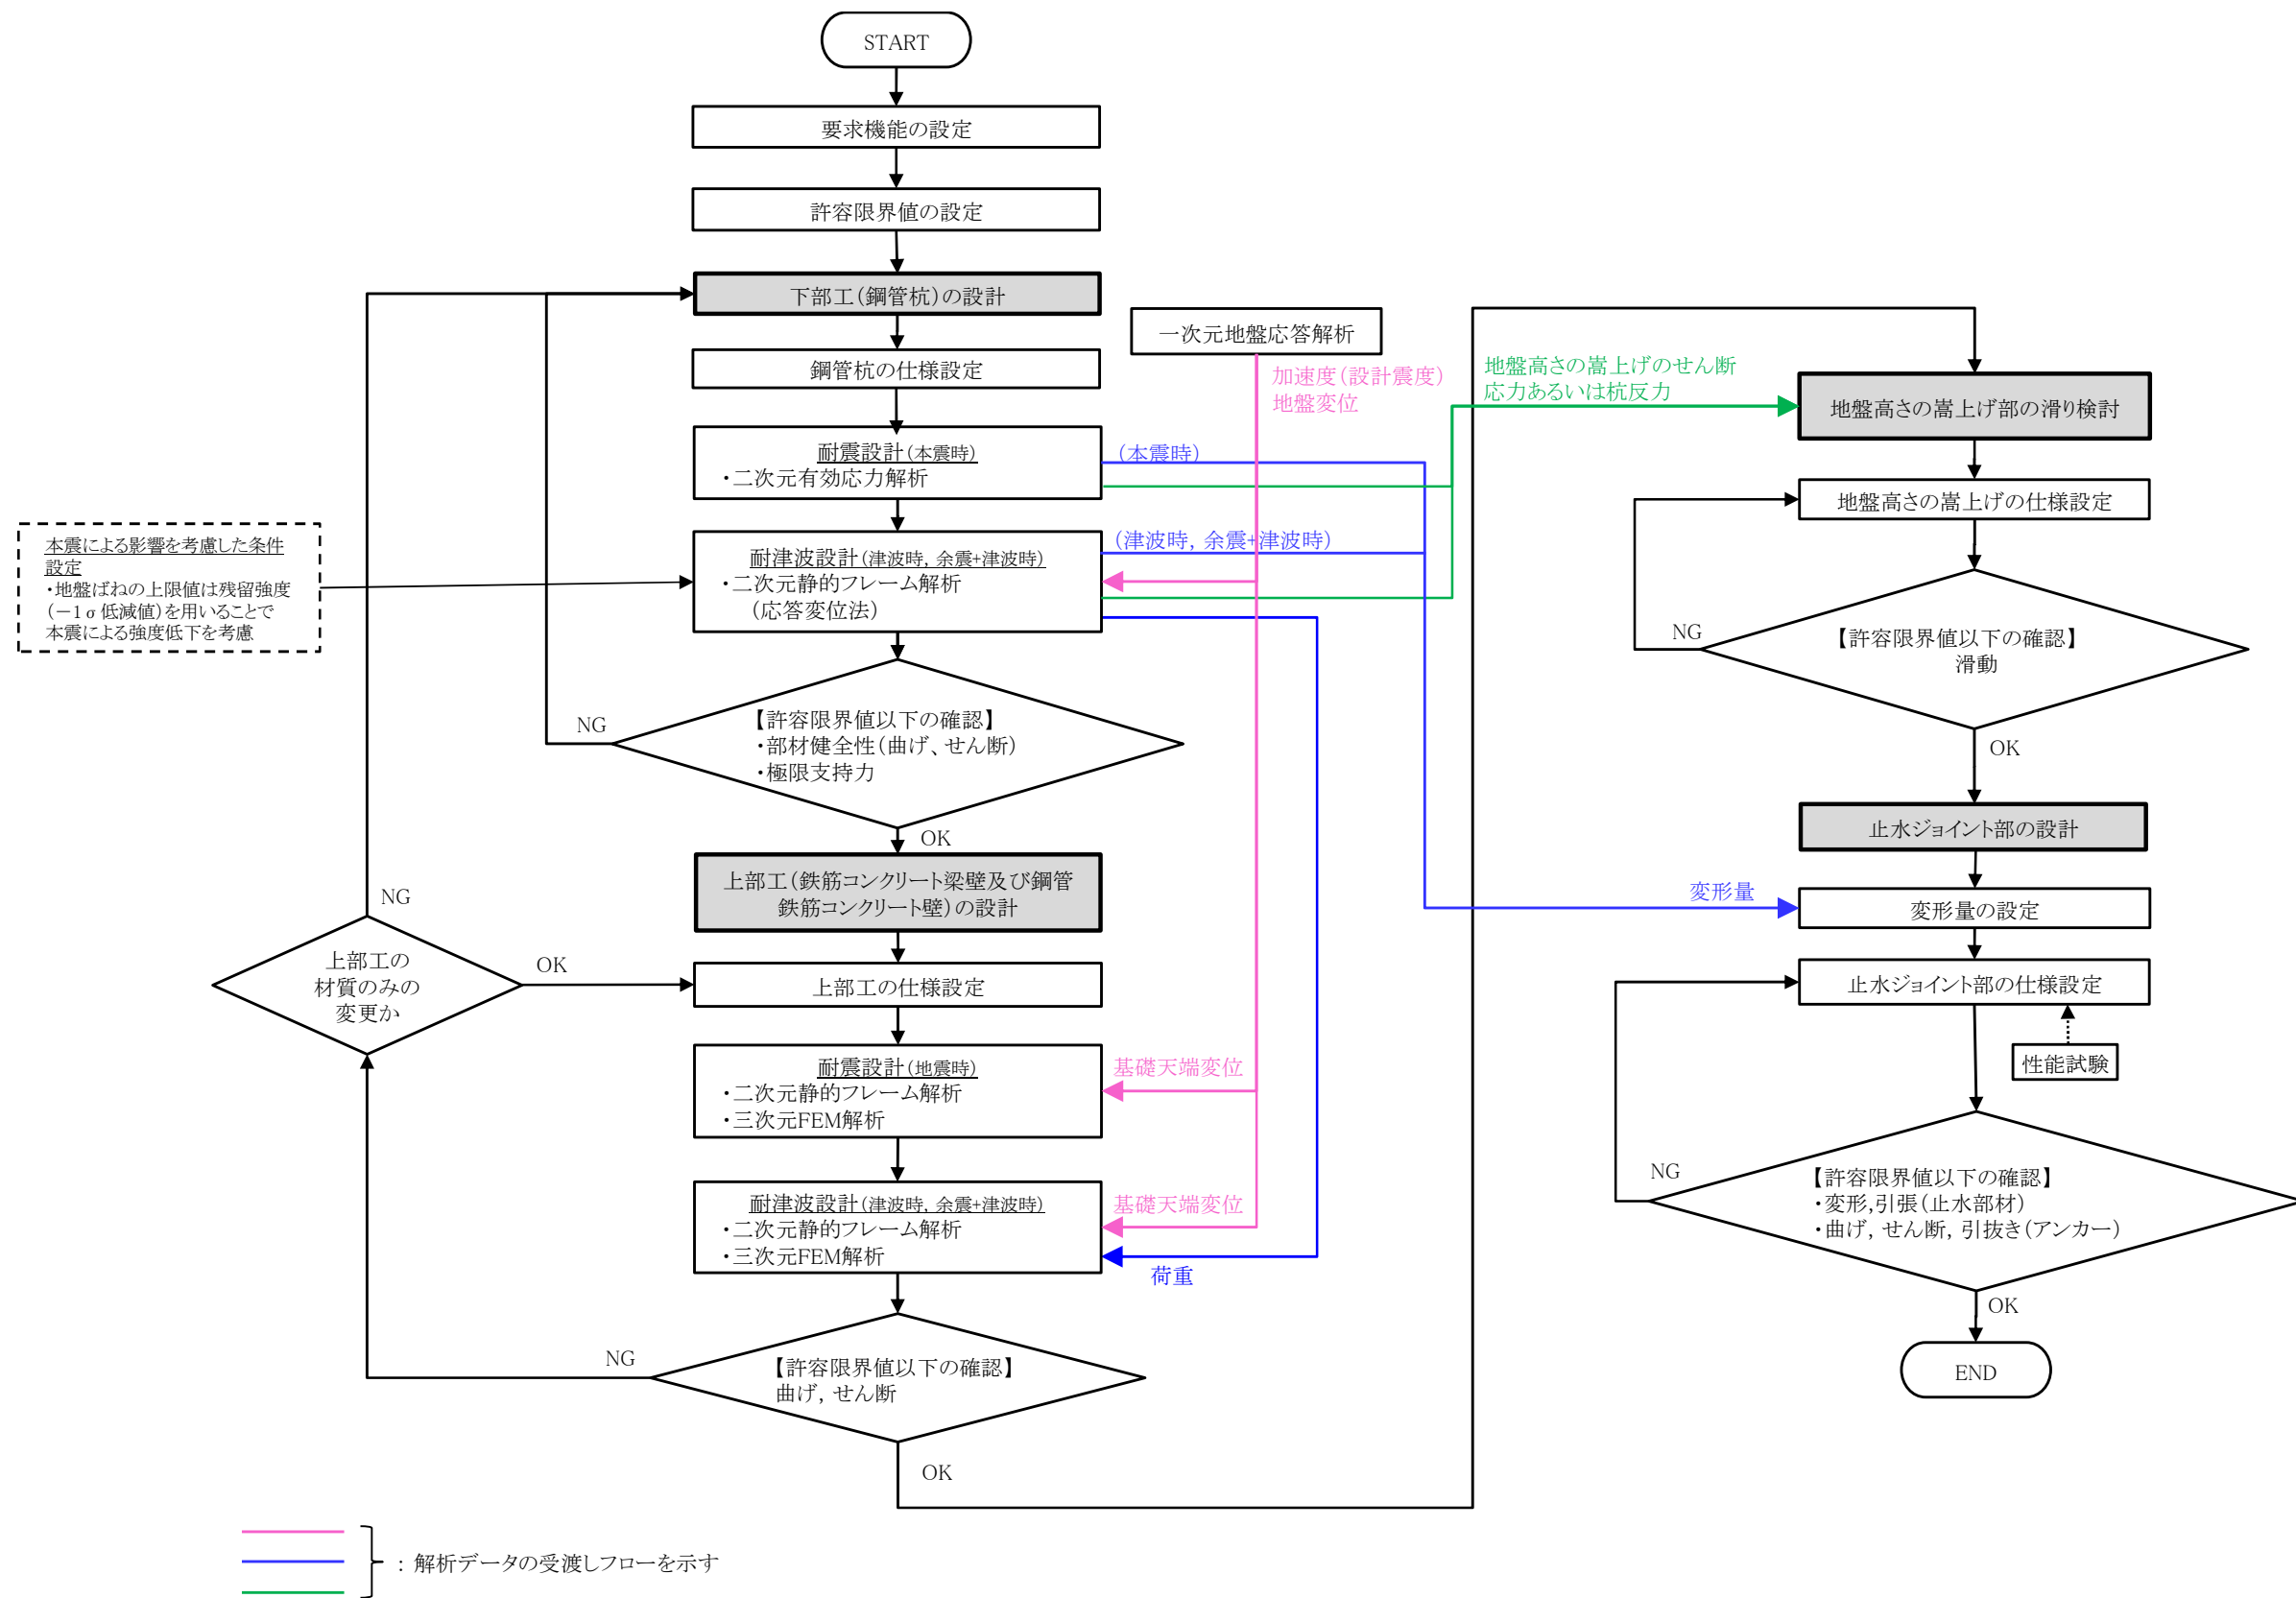 START
要求機能の設定
許容限界値の設定
下部工（鋼管杭）の設計
鋼管杭の仕様設定
耐震設計（本震時）
・二次元有効応力解析
本震による影響を考慮した条件
設定
・地盤ばねの上限値は残留強度
（－1σ低減値）を用いることで
本震による強度低下を考慮
耐津波設計（津波時，余震+津波時）
・二次元静的フレーム解析
（応答変位法）
【許容限界値以下の確認】
・部材健全性（曲げ、せん断）
・極限支持力
NG
OK
上部工（鉄筋コンクリート梁壁及び鋼管
鉄筋コンクリート壁）の設計
上部工の
材質のみの
変更か
NG
OK
上部工の仕様設定
耐震設計（地震時）
・二次元静的フレーム解析
・三次元FEM解析
耐津波設計（津波時，余震+津波時）
・二次元静的フレーム解析
・三次元FEM解析
【許容限界値以下の確認】
曲げ，せん断
NG
OK
一次元地盤応答解析
加速度（設計震度）
地盤変位
（本震時）
（津波時，余震+津波時）
基礎天端変位
基礎天端変位
荷重
地盤高さの嵩上げのせん断
応力あるいは杭反力
地盤高さの嵩上げ部の滑り検討
地盤高さの嵩上げの仕様設定
【許容限界値以下の確認】
滑動
NG
OK
止水ジョイント部の設計
変形量
変形量の設定
止水ジョイント部の仕様設定
性能試験
【許容限界値以下の確認】
・変形,引張（止水部材）
・曲げ，せん断，引抜き（アンカー）
NG
OK
END
：解析データの受渡しフローを示す